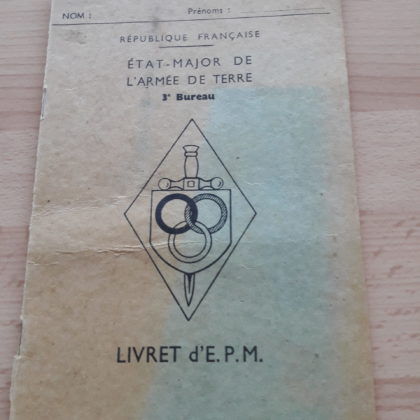 NOM : Prénoms :
RÉPUBLIQUE FRANÇAISE
ÉTAT-MAJOR DE
L'ARMÉE DE TERRE
3e Bureau
LIVRET d'E.P.M.